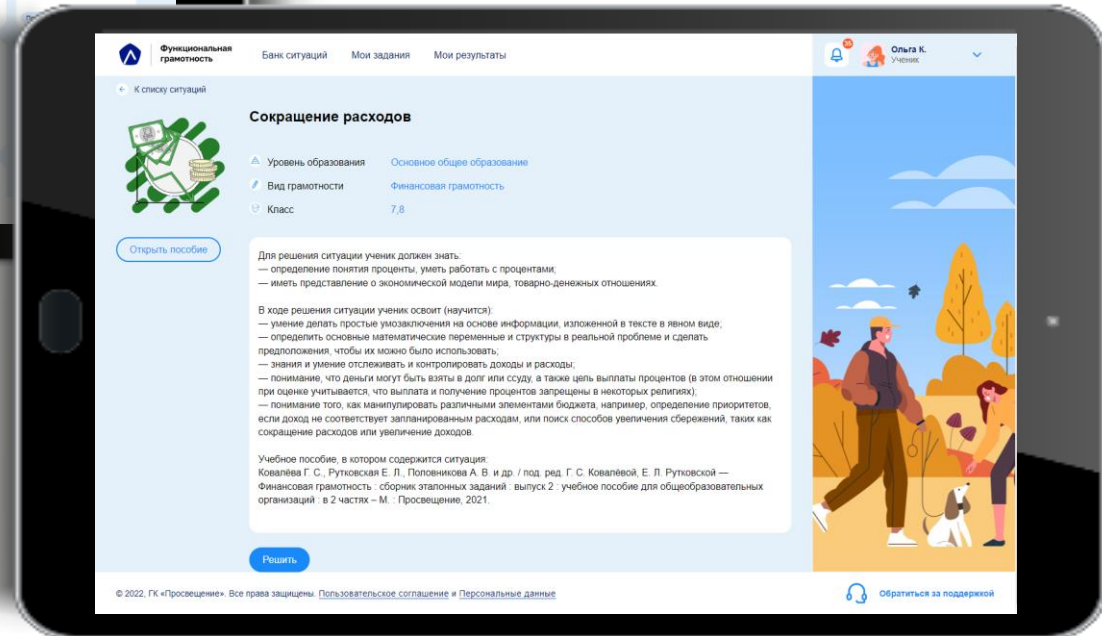 Функциональная
грамотность
Банк ситуаций
Мои задания
Мои результаты
Ольга К.
Ученик
К списку ситуаций
Сокращение расходов
Уровень образования Основное общее образование
Вид грамотности Финансовая грамотность
Класс 7,8
Открыть пособие
Для решения ситуации ученик должен знать:
— определение понятия проценты, уметь работать с процентами;
— иметь представление о экономической модели мира, товарно-денежных отношениях.
В ходе решения ситуации ученик освоит (научится):
— умение делать простые умозаключения на основе информации, изложенной в тексте в явном виде;
— определить основные математические переменные и структуры в реальной проблеме и сделать
предположения, чтобы их можно было использовать;
— знания и умение отслеживать и контролировать доходы и расходы;
— понимание, что деньги могут быть взяты в долг или ссуду, а также цель выплаты процентов (в этом отношении
при оценке учитывается, что выплата и получение процентов запрещены в некоторых религиях);
— понимание того, как манипулировать различными элементами бюджета, например, определение приоритетов,
если доход не соответствует запланированным расходам, или поиск способов увеличения сбережений, таких как
сокращение расходов или увеличение доходов.
Учебное пособие, в котором содержится ситуация:
Ковалёва Г. С., Рутковская Е. Л., Половникова А. В. и др. / под. ред. Г. С. Ковалёвой, Е. Л. Рутковской —
Финансовая грамотность : сборник эталонных заданий : выпуск 2 : учебное пособие для общеобразовательных
организаций : в 2 частях – М. : Просвещение, 2021.
Решить
© 2022, ГК «Просвещение». Все права защищены. Пользовательское соглашение и Персональные данные
Обратиться за поддержкой